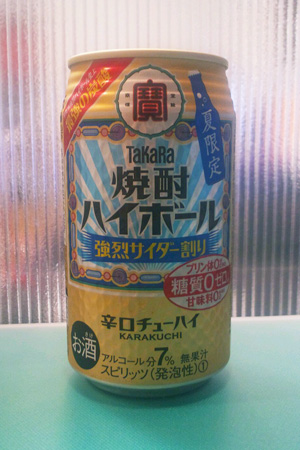 寶
夏限定
TaKaRa
焼酎
ハイボール
強烈サイダー割り
プリン体0
糖質0ゼロ
甘味料0
辛口チューハイ
KARAKUCHI
お酒
アルコール分7% 無果汁
スピリッツ(発泡性)①